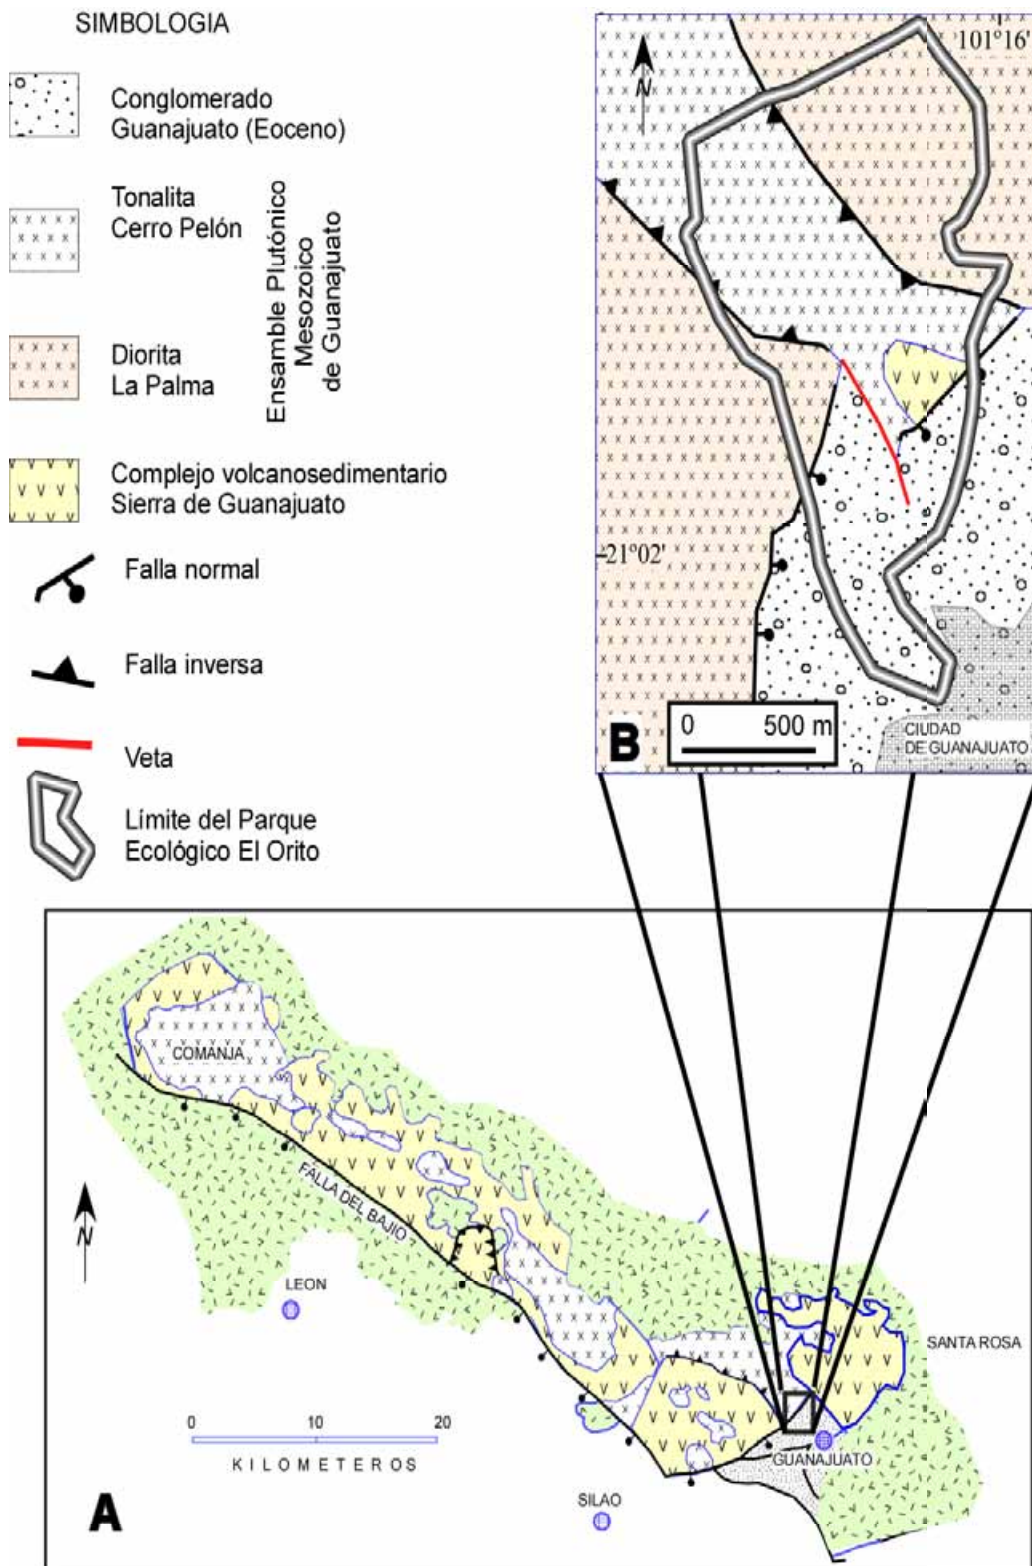 SIMBOLOGIA
Conglomerado
Guanajuato (Eoceno)
Tonalita
Cerro Pelón
Diorita
La Palma
Ensamble Plutónico
Mesozoico
de Guanajuato
Complejo volcanosedimentario
Sierra de Guanajuato
Falla normal
Falla inversa
Veta
Límite del Parque
Ecológico El Orito
101°16'
N
21°02'
B
0 500 m
CIUDAD
DE GUANAJUATO
COMANJA
FALLA DEL BAJIO
N
LEON
SANTA ROSA
0 10 20
KILOMETEROS
GUANAJUATO
SILAO
A